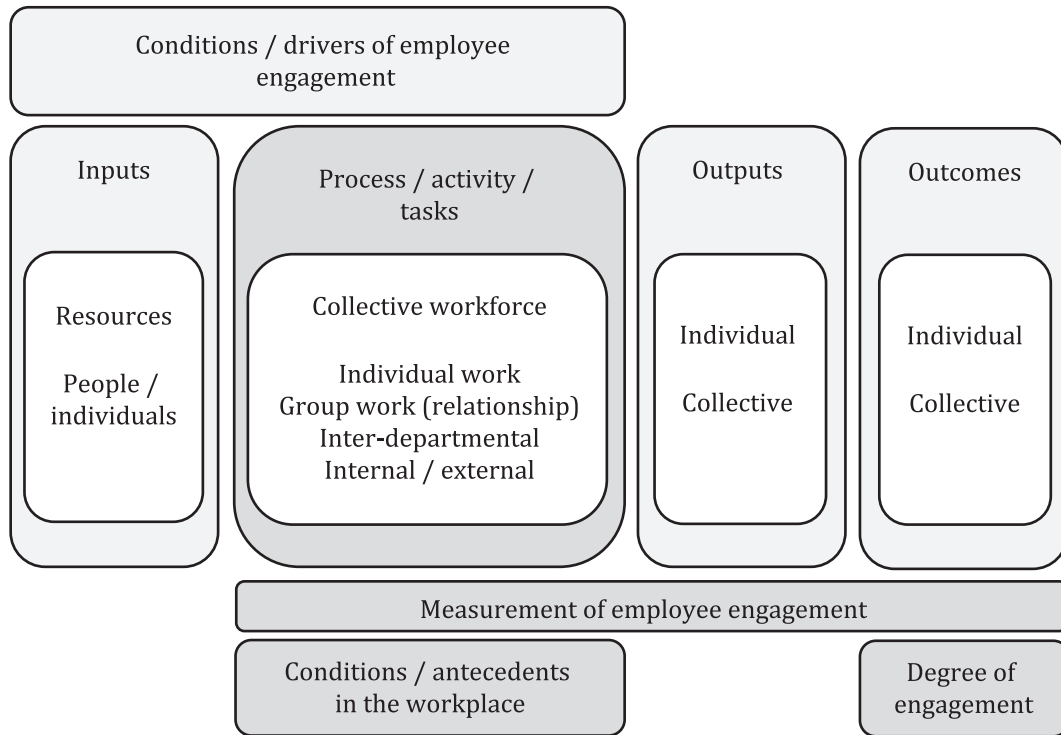 Conditions / drivers of employee
engagement
Inputs
Resources
People /
individuals
Process / activity /
tasks
Collective workforce
Individual work
Group work (relationship)
Inter-departmental
Internal / external
Outputs
Individual
Collective
Outcomes
Individual
Collective
Measurement of employee engagement
Conditions / antecedents
in the workplace
Degree of
engagement